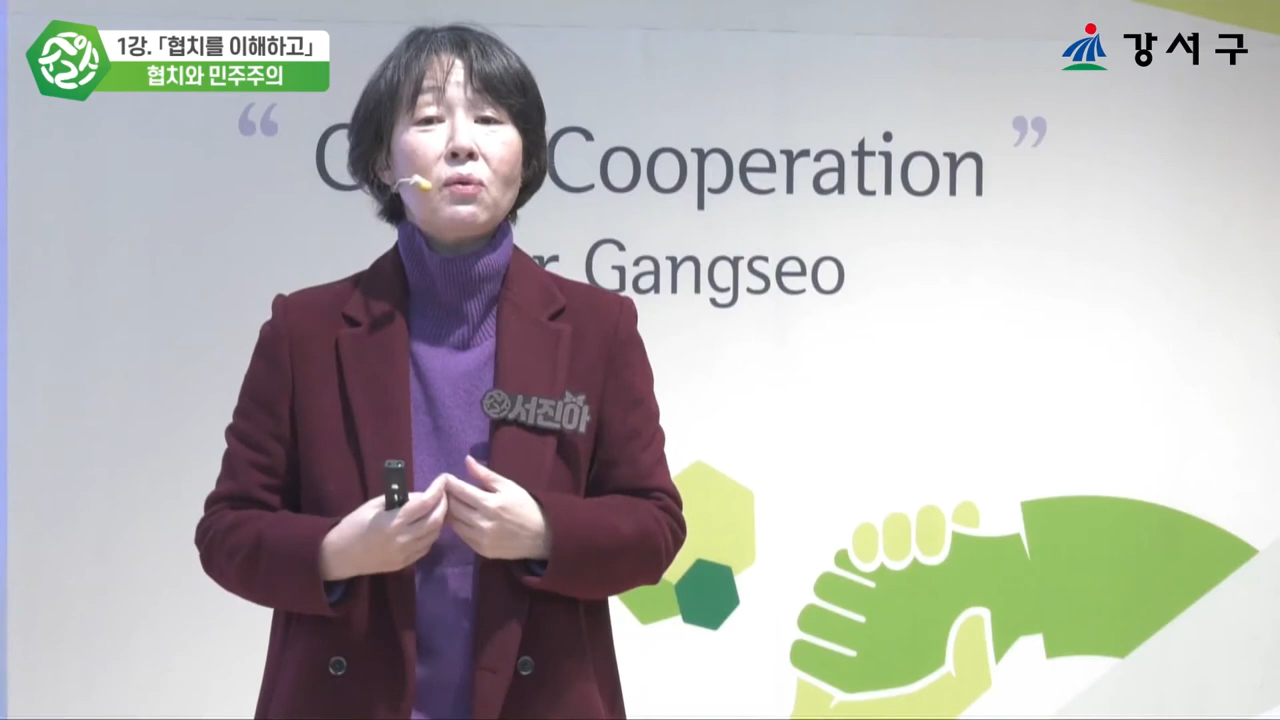 1강. 「협치를 이해하고」
협치와 민주주의
강서구
“ Cooperation ”
Gangseo
서진아